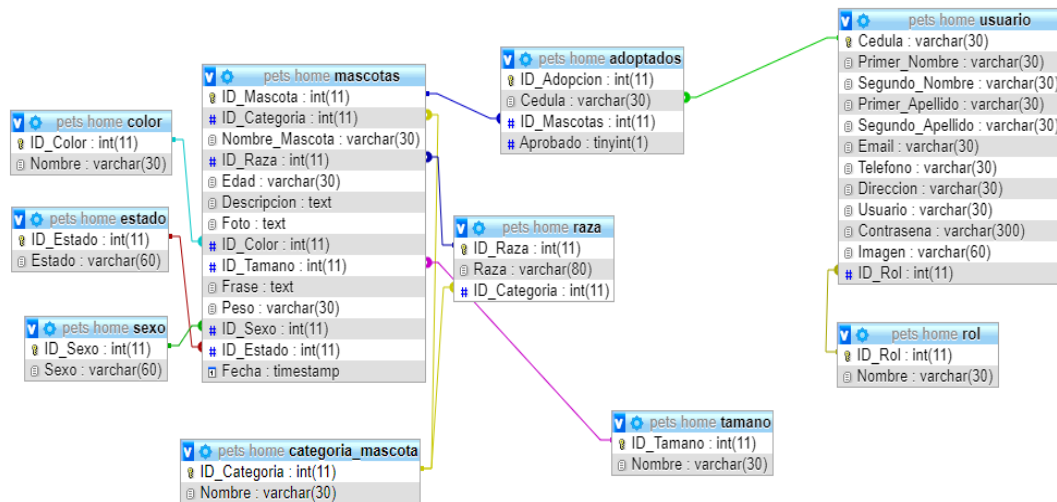 pets home color
ID_Color : int(11)
Nombre : varchar(30)
pets home estado
ID_Estado : int(11)
Estado : varchar(60)
pets home sexo
ID_Sexo : int(11)
Sexo : varchar(60)
pets home mascotas
ID_Mascota : int(11)
ID_Categoria : int(11)
Nombre_Mascota : varchar(30)
ID_Raza : int(11)
Edad : varchar(30)
Descripcion : text
Foto : text
ID_Color : int(11)
ID_Tamano : int(11)
Frase : text
Peso : varchar(30)
ID_Sexo : int(11)
ID_Estado : int(11)
Fecha : timestamp
pets home categoria_mascota
ID_Categoria : int(11)
Nombre : varchar(30)
pets home adoptados
ID_Adopcion : int(11)
Cedula : varchar(30)
ID_Mascotas : int(11)
Aprobado : tinyint(1)
pets home raza
ID_Raza : int(11)
Raza : varchar(80)
ID_Categoria : int(11)
pets home tamano
ID_Tamano : int(11)
Nombre : varchar(30)
pets home usuario
Cedula : varchar(30)
Primer_Nombre : varchar(30)
Segundo_Nombre : varchar(30)
Primer_Apellido : varchar(30)
Segundo_Apellido : varchar(30)
Email : varchar(30)
Telefono : varchar(30)
Direccion : varchar(30)
Usuario : varchar(30)
Contrasena : varchar(300)
Imagen : varchar(60)
ID_Rol : int(11)
pets home rol
ID_Rol : int(11)
Nombre : varchar(30)